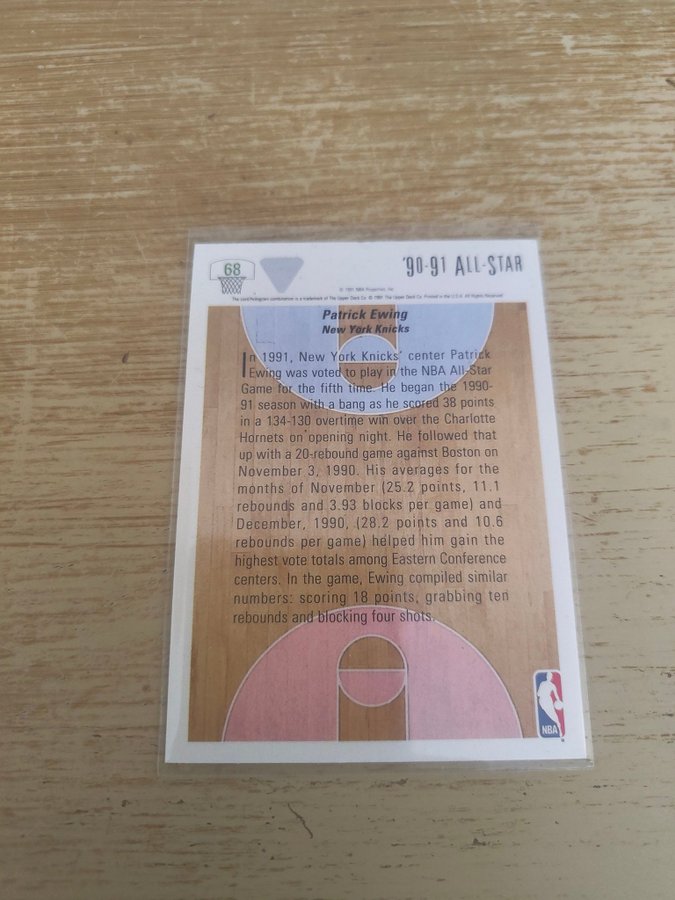 68
'90-91 ALL-STAR
© 1991 NBA Properties, Inc.
Patrick Ewing
New York Knicks
In 1991, New York Knicks' center Patrick
Ewing was voted to play in the NBA All-Star
Game for the fifth time. He began the 1990-
91 season with a bang as he scored 38 points
in a 134-130 overtime win over the Charlotte
Hornets on opening night. He followed that
up with a 20-rebound game against Boston on
November 3, 1990. His averages for the
months of November (25.2 points, 11.1
rebounds and 3.93 blocks per game) and
December, 1990, (28.2 points and 10.6
rebounds per game) helped him gain the
highest vote totals among Eastern Conference
centers. In the game, Ewing compiled similar
numbers: scoring 18 points, grabbing ten
rebounds and blocking four shots.
NBA